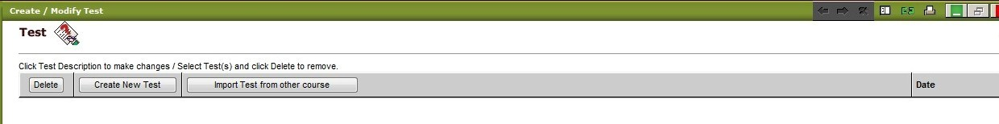 Create / Modify Test
Test
Click Test Description to make changes / Select Test(s) and click Delete to remove.
Delete Create New Test Import Test from other course Date